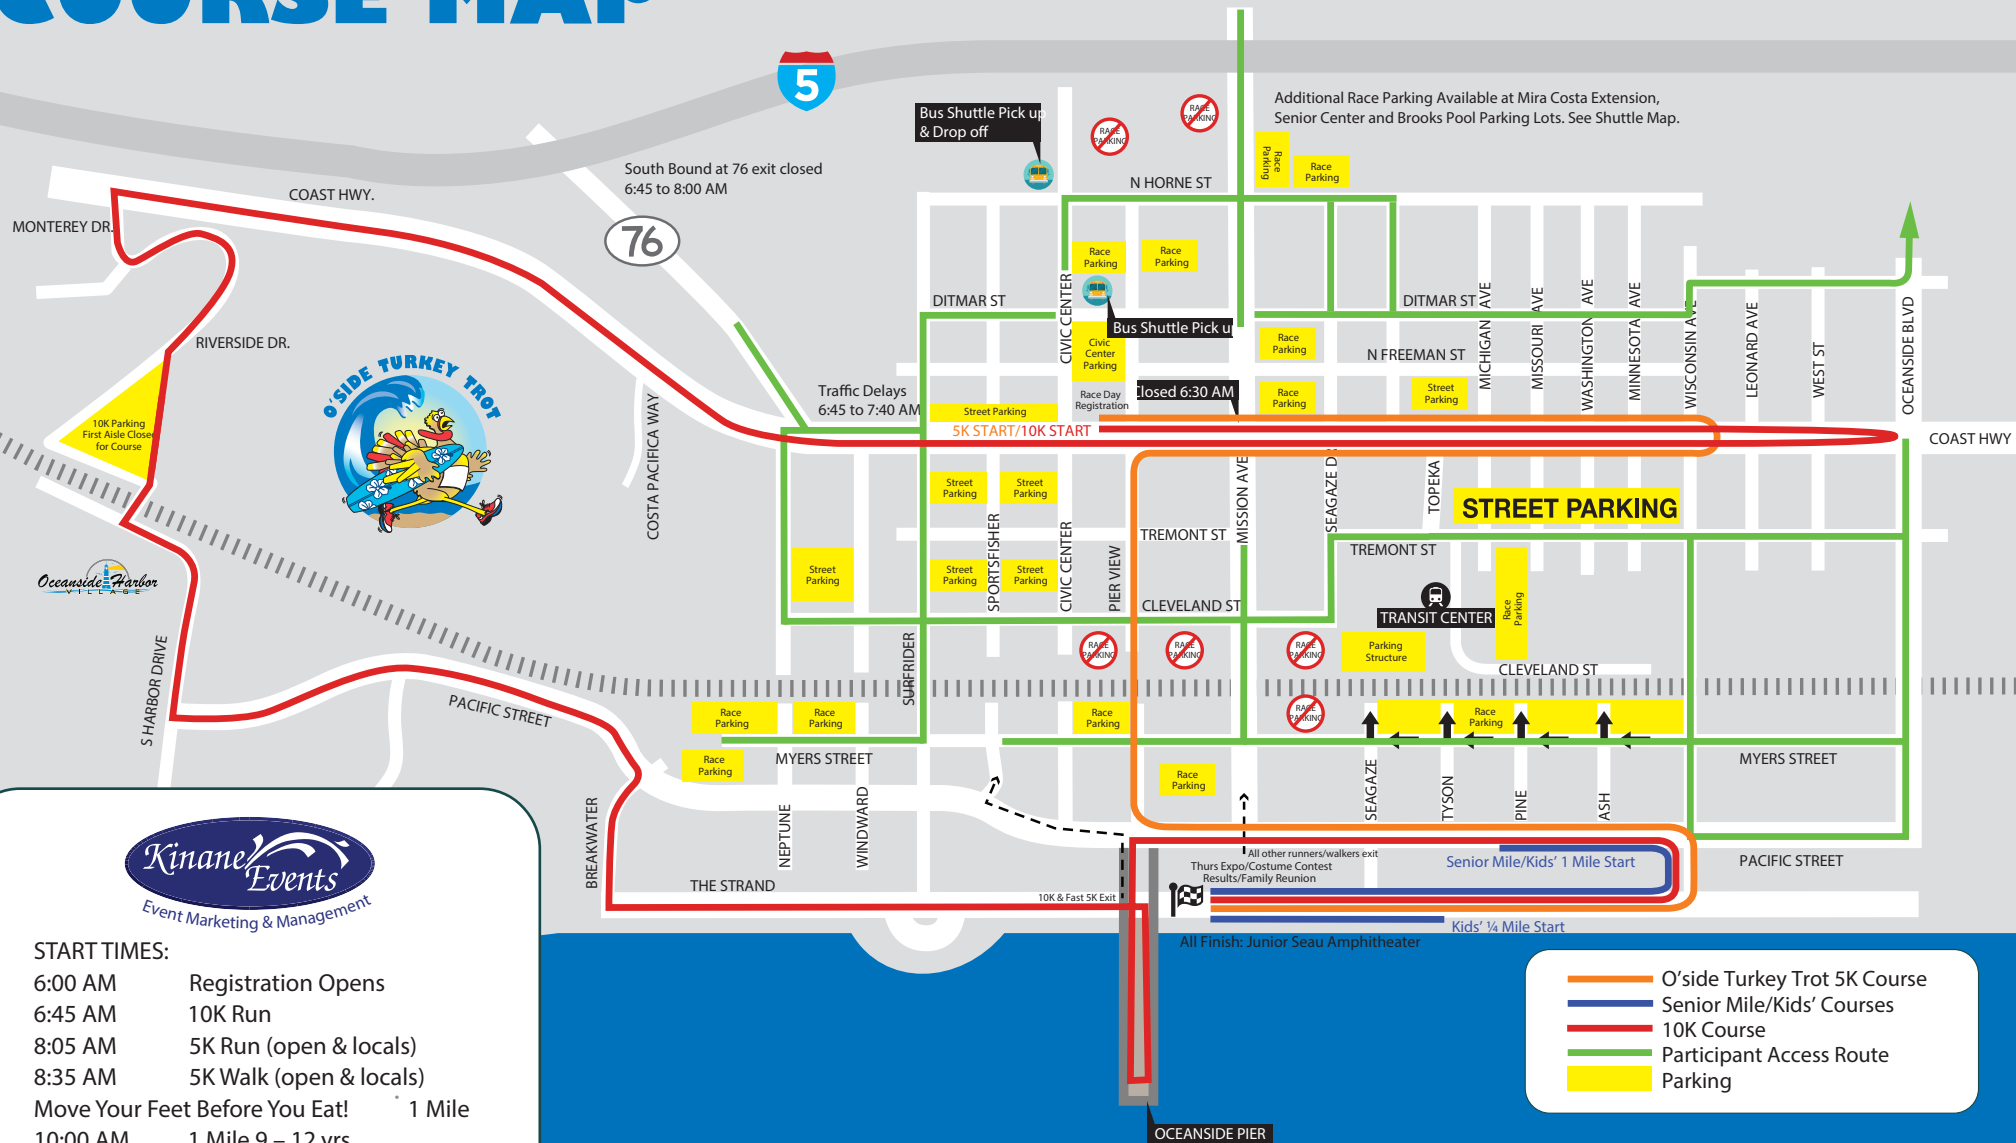 COURSE MAP
5
Additional Race Parking Available at Mira Costa Extension,
Senior Center and Brooks Pool Parking Lots. See Shuttle Map.
Bus Shuttle Pick up
& Drop off
RACE
PARKING
RACE
PARKING
Race
Parking
Race
Parking
South Bound at 76 exit closed
6:45 to 8:00 AM
N HORNE ST
COAST HWY.
MONTEREY DR.
76
Race
Parking
Race
Parking
CIVIC CENTER
DITMAR ST
DITMAR ST
Bus Shuttle Pick u
MICHIGAN AVE
MISSOURI AVE
WASHINGTON AVE
MINNESOTA AVE
WISCONSIN AVE
LEONARD AVE
WEST ST
OCEANSIDE BLVD
RIVERSIDE DR.
Civic
Center
Parking
Race
Parking
N FREEMAN ST
O'SIDE TURKEY TROT
Traffic Delays
6:45 to 7:40 AM
Race Day
Registration
Closed 6:30 AM
Race
Parking
Street
Parking
COSTA PACIFICA WAY
Street Parking
10K Parking
First Aisle Closed
for Course
5K START/10K START
COAST HWY
Street
Parking
Street
Parking
MISSION AVE
SEAGAZE D
TOPEKA
STREET PARKING
SPORTSFISHER
CIVIC CENTER
PIER VIEW
TREMONT ST
TREMONT ST
Street
Parking
Street
Parking
Street
Parking
Oceanside Harbor
VILLAGE
CLEVELAND ST
TRANSIT CENTER
Race
Parking
SURFRIDER
RACE
PARKING
RACE
PARKING
RACE
PARKING
Parking
Structure
CLEVELAND ST
S HARBOR DRIVE
PACIFIC STREET
Race
Parking
Race
Parking
Race
Parking
RACE
PARKING
Race
Parking
MYERS STREET
MYERS STREET
Race
Parking
Race
Parking
SEAGAZE
TYSON
PINE
ASH
BREAKWATER
NEPTUNE
WINDWARD
All other runners/walkers exit
Thurs Expo/Costume Contest
Results/Family Reunion
Senior Mile/Kids' 1 Mile Start
PACIFIC STREET
THE STRAND
10K & Fast 5K Exit
Kids' ¼ Mile Start
All Finish: Junior Seau Amphitheater
OCEANSIDE PIER
Kinane Events
Event Marketing & Management
START TIMES:
6:00 AM Registration Opens
6:45 AM 10K Run
8:05 AM 5K Run (open & locals)
8:35 AM 5K Walk (open & locals)
Move Your Feet Before You Eat! 1 Mile
10:00 AM 1 Mile 9 – 12 yrs
O'side Turkey Trot 5K Course
Senior Mile/Kids' Courses
10K Course
Participant Access Route
Parking